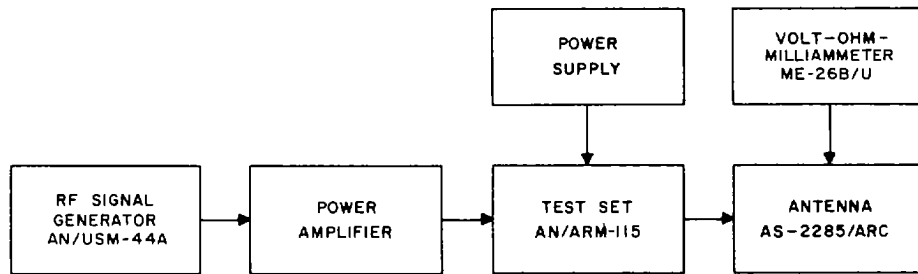 POWER
SUPPLY
VOLT-OHM-
MILLIAMMETER
ME-26B/U
RF SIGNAL
GENERATOR
AN/USM-44A
POWER
AMPLIFIER
TEST SET
AN/ARM-115
ANTENNA
AS-2285/ARC